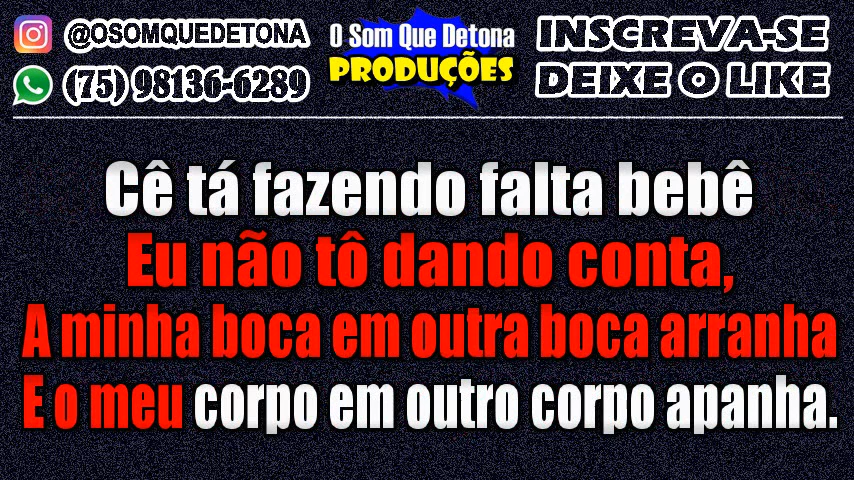 @OSOMQUEDETONA
(75) 98136-6289
O Som Que Detona
PRODUÇÕES
INSCREVA-SE
DEIXE O LIKE
Cê tá fazendo falta bebê
Eu não tô dando conta,
A minha boca em outra boca arranha
E o meu corpo em outro corpo apanha.